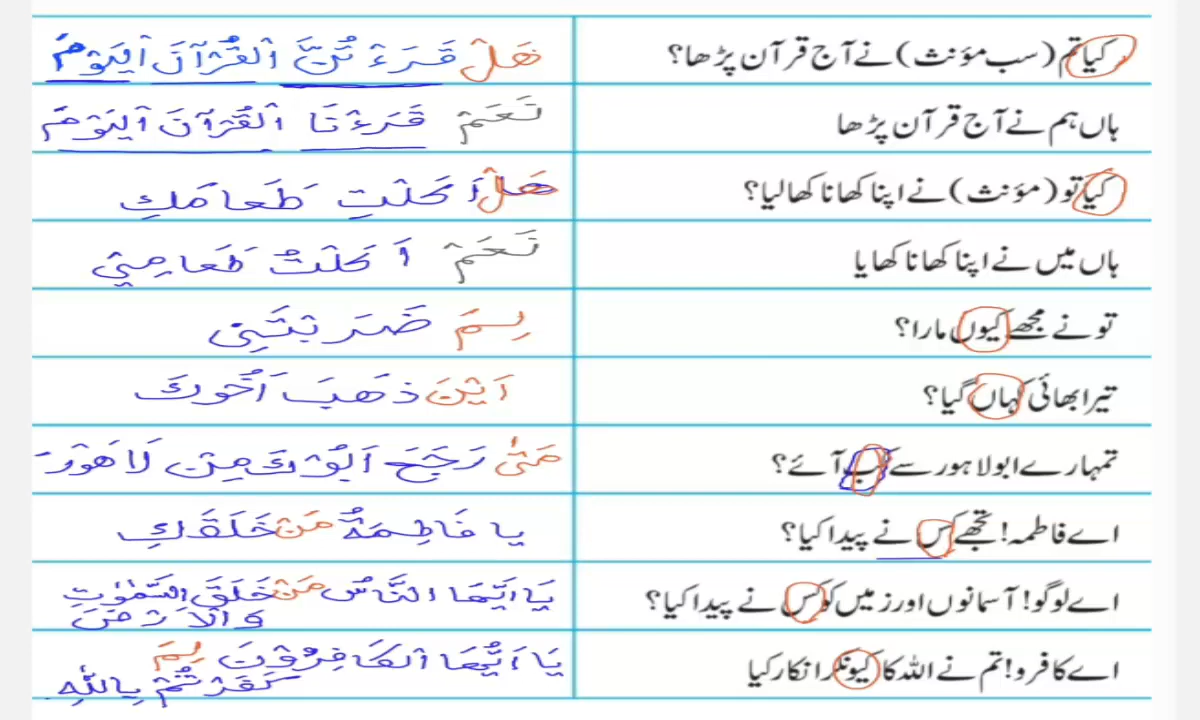 کیا تم (سب مؤنث) نے آج قرآن پڑھا؟ هَلْ قَرَءْتُنَّ الْقُرْآنَ الْيَوْمَ
ہاں ہم نے آج قرآن پڑھا نَعَمْ قَرَءْنَا الْقُرْآنَ الْيَوْمَ
کیا تو (مؤنث) نے اپنا کھانا کھالیا؟ هَلْ اَكَلْتِ طَعَامَكِ
ہاں میں نے اپنا کھانا کھایا نَعَمْ اَكَلْتُ طَعَامِيْ
تو نے مجھے کیوں مارا؟ لِمَ ضَرَبْتَنِی
تیرا بھائی کہاں گیا؟ اَيْنَ ذَهَبَ اَخُوكَ
تمہارے ابو لاہور سے کب آئے؟ مَتٰى رَجَعَ اَبُوْكَ مِنْ لَاهَوْرَ
اے فاطمہ! تجھے کس نے پیدا کیا؟ يا فَاطِمَةُ مَنْ خَلَقَكِ
اے لوگو! آسمانوں اور زمیں کو کس نے پیدا کیا؟ يَا اَيُّهَا النَّاسُ مَنْ خَلَقَ السَّمٰوٰتِ
وَالْاَرْضَ
اے کافرو! تم نے اللہ کا کیونکر انکار کیا يَا اَيُّهَا الْكَافِرُوْنَ لِمَ
كَفَرْتُمْ بِاللّٰهِ